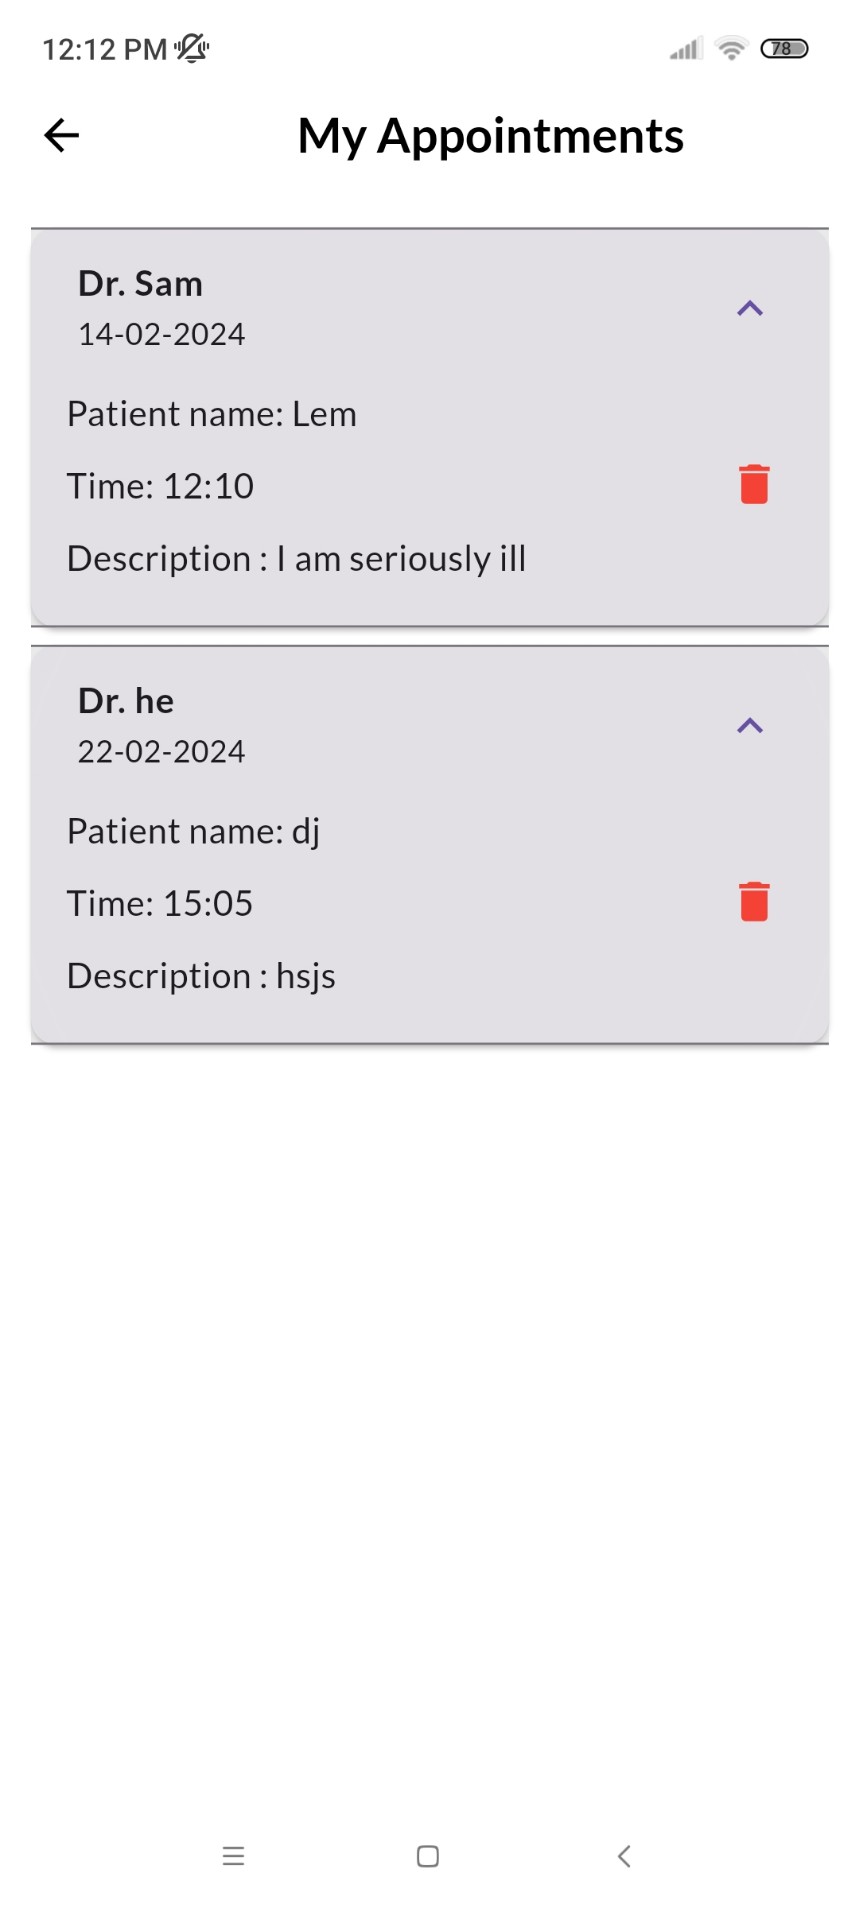 12:12 PM
78
My Appointments
Dr. Sam
14-02-2024
Patient name: Lem
Time: 12:10
Description : I am seriously ill
Dr. he
22-02-2024
Patient name: dj
Time: 15:05
Description : hsjs